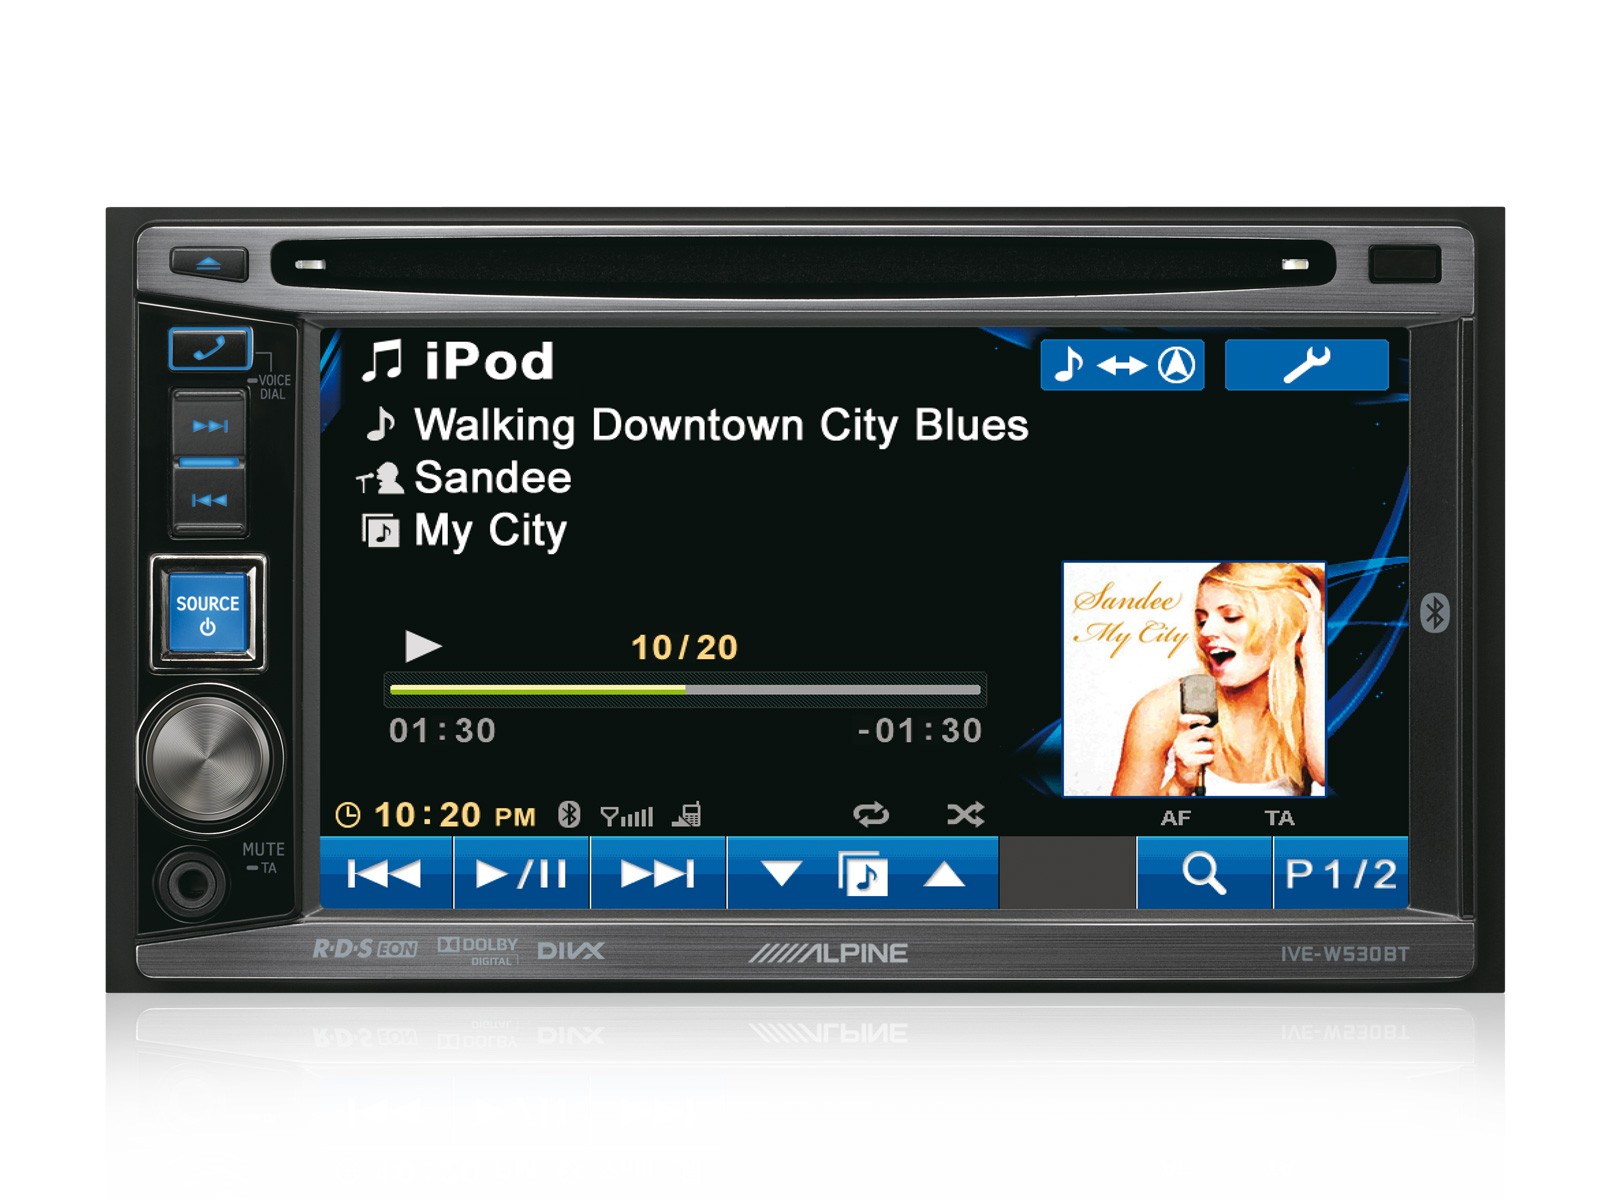 VOICE
DIAL
SOURCE
MUTE
TA
iPod
Walking Downtown City Blues
Sandee
My City
10/20
01:30
-01:30
Sandee
My City
10:20 PM
AF
TA
P 1/2
R·D·S EON
DOLBY
DIGITAL
DIVX
ALPINE
IVE-W530BT